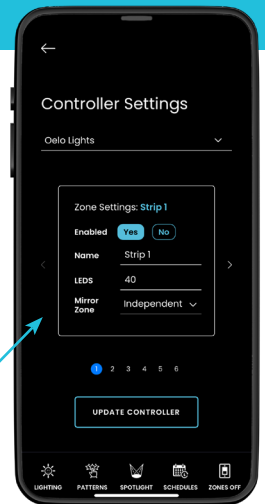 Controller Settings
Oelo Lights
Zone Settings: Strip 1
Enabled Yes No
Name Strip 1
LEDS 40
Mirror Zone Independent
1 2 3 4 5 6
UPDATE CONTROLLER
LIGHTING PATTERNS SPOTLIGHT SCHEDULES ZONES OFF